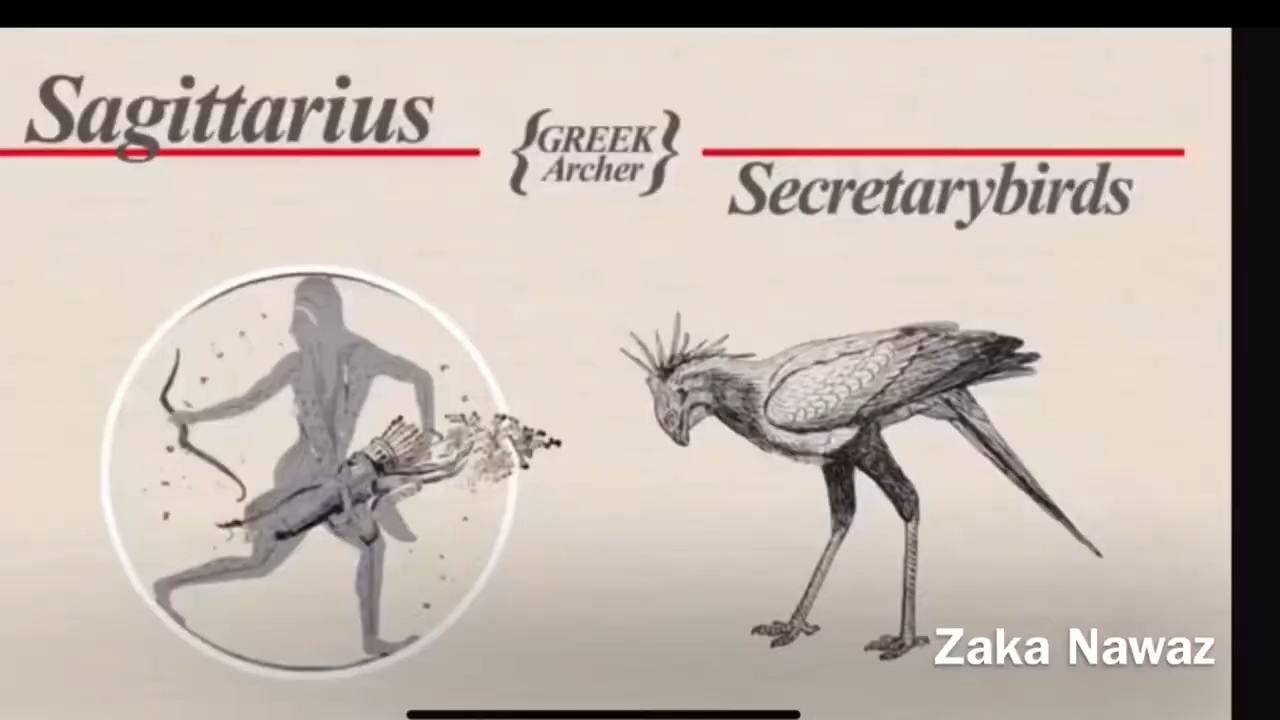 Sagittarius
{GREEK
Archer}
Secretarybirds
Zaka Nawaz